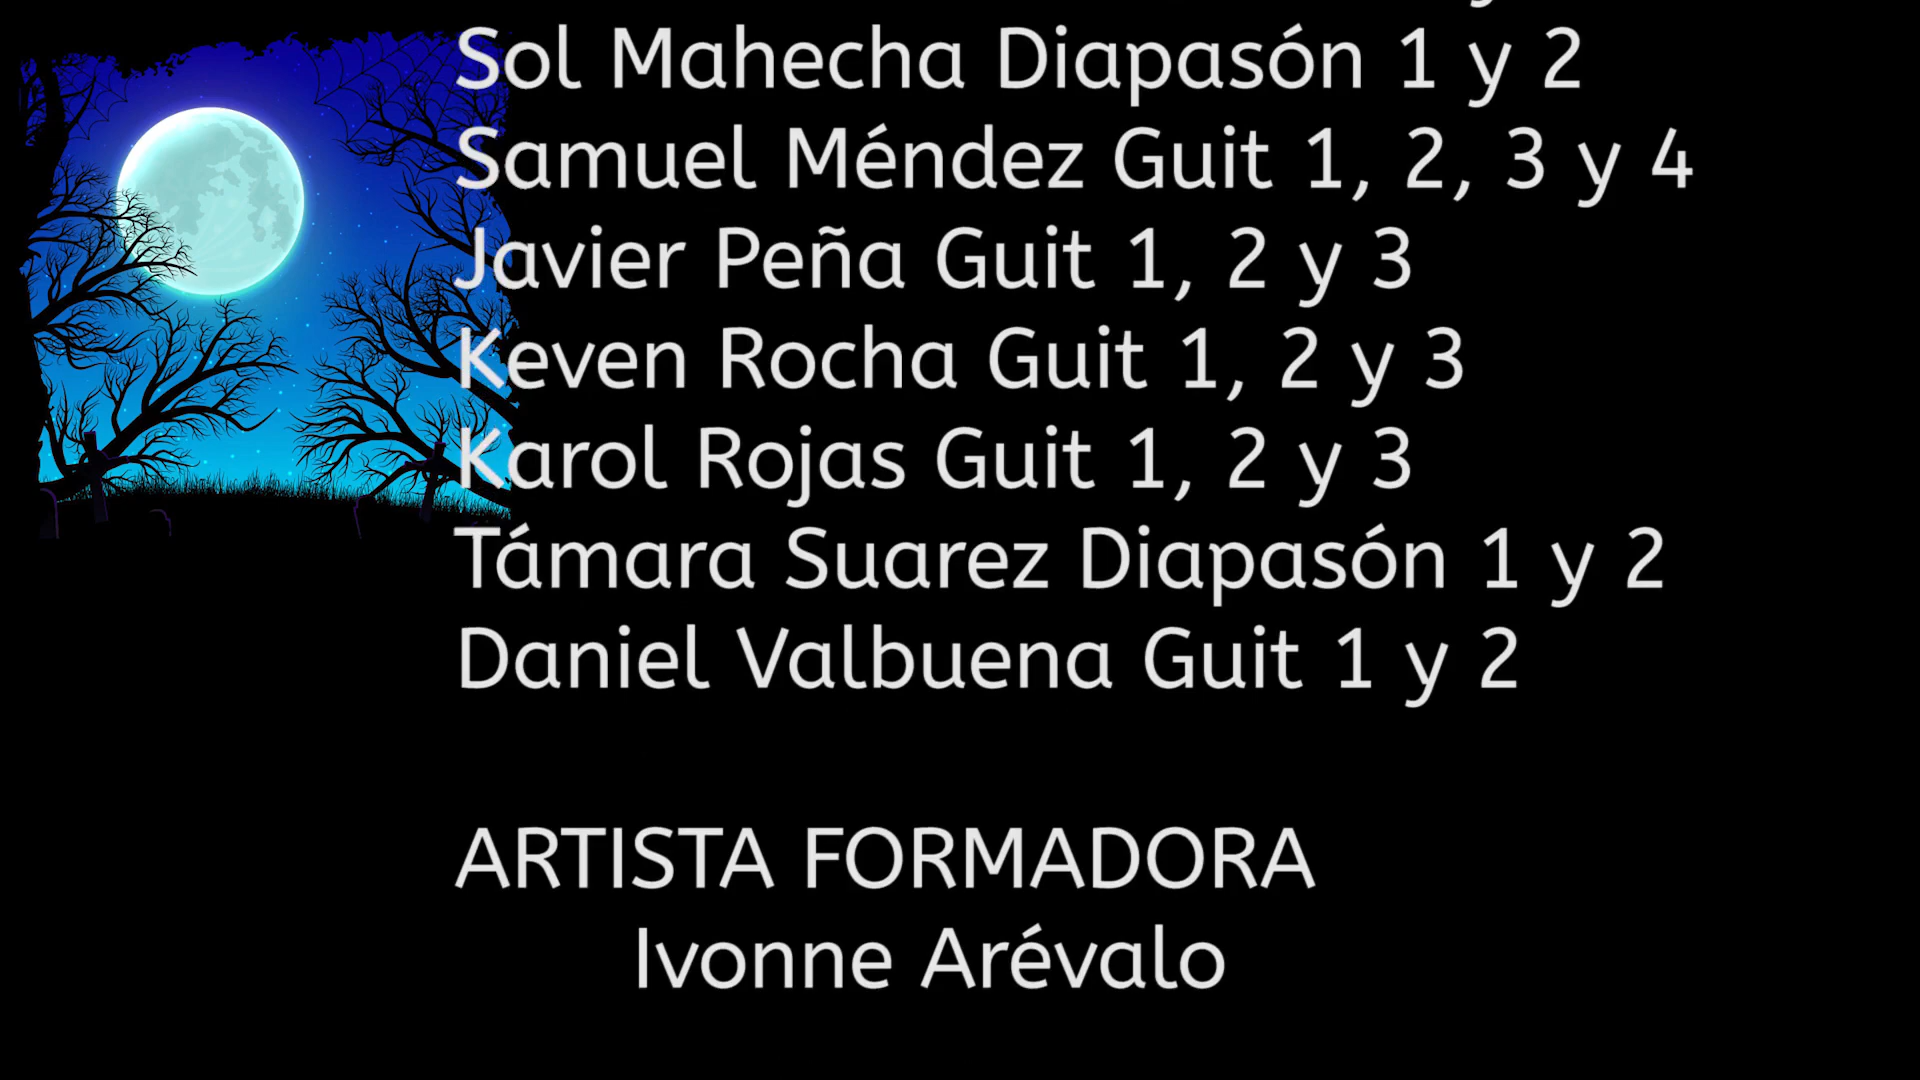 Sol Mahecha Diapasón 1 y 2
Samuel Méndez Guit 1, 2, 3 y 4
Javier Peña Guit 1, 2 y 3
Keven Rocha Guit 1, 2 y 3
Karol Rojas Guit 1, 2 y 3
Támara Suarez Diapasón 1 y 2
Daniel Valbuena Guit 1 y 2
ARTISTA FORMADORA
Ivonne Arévalo